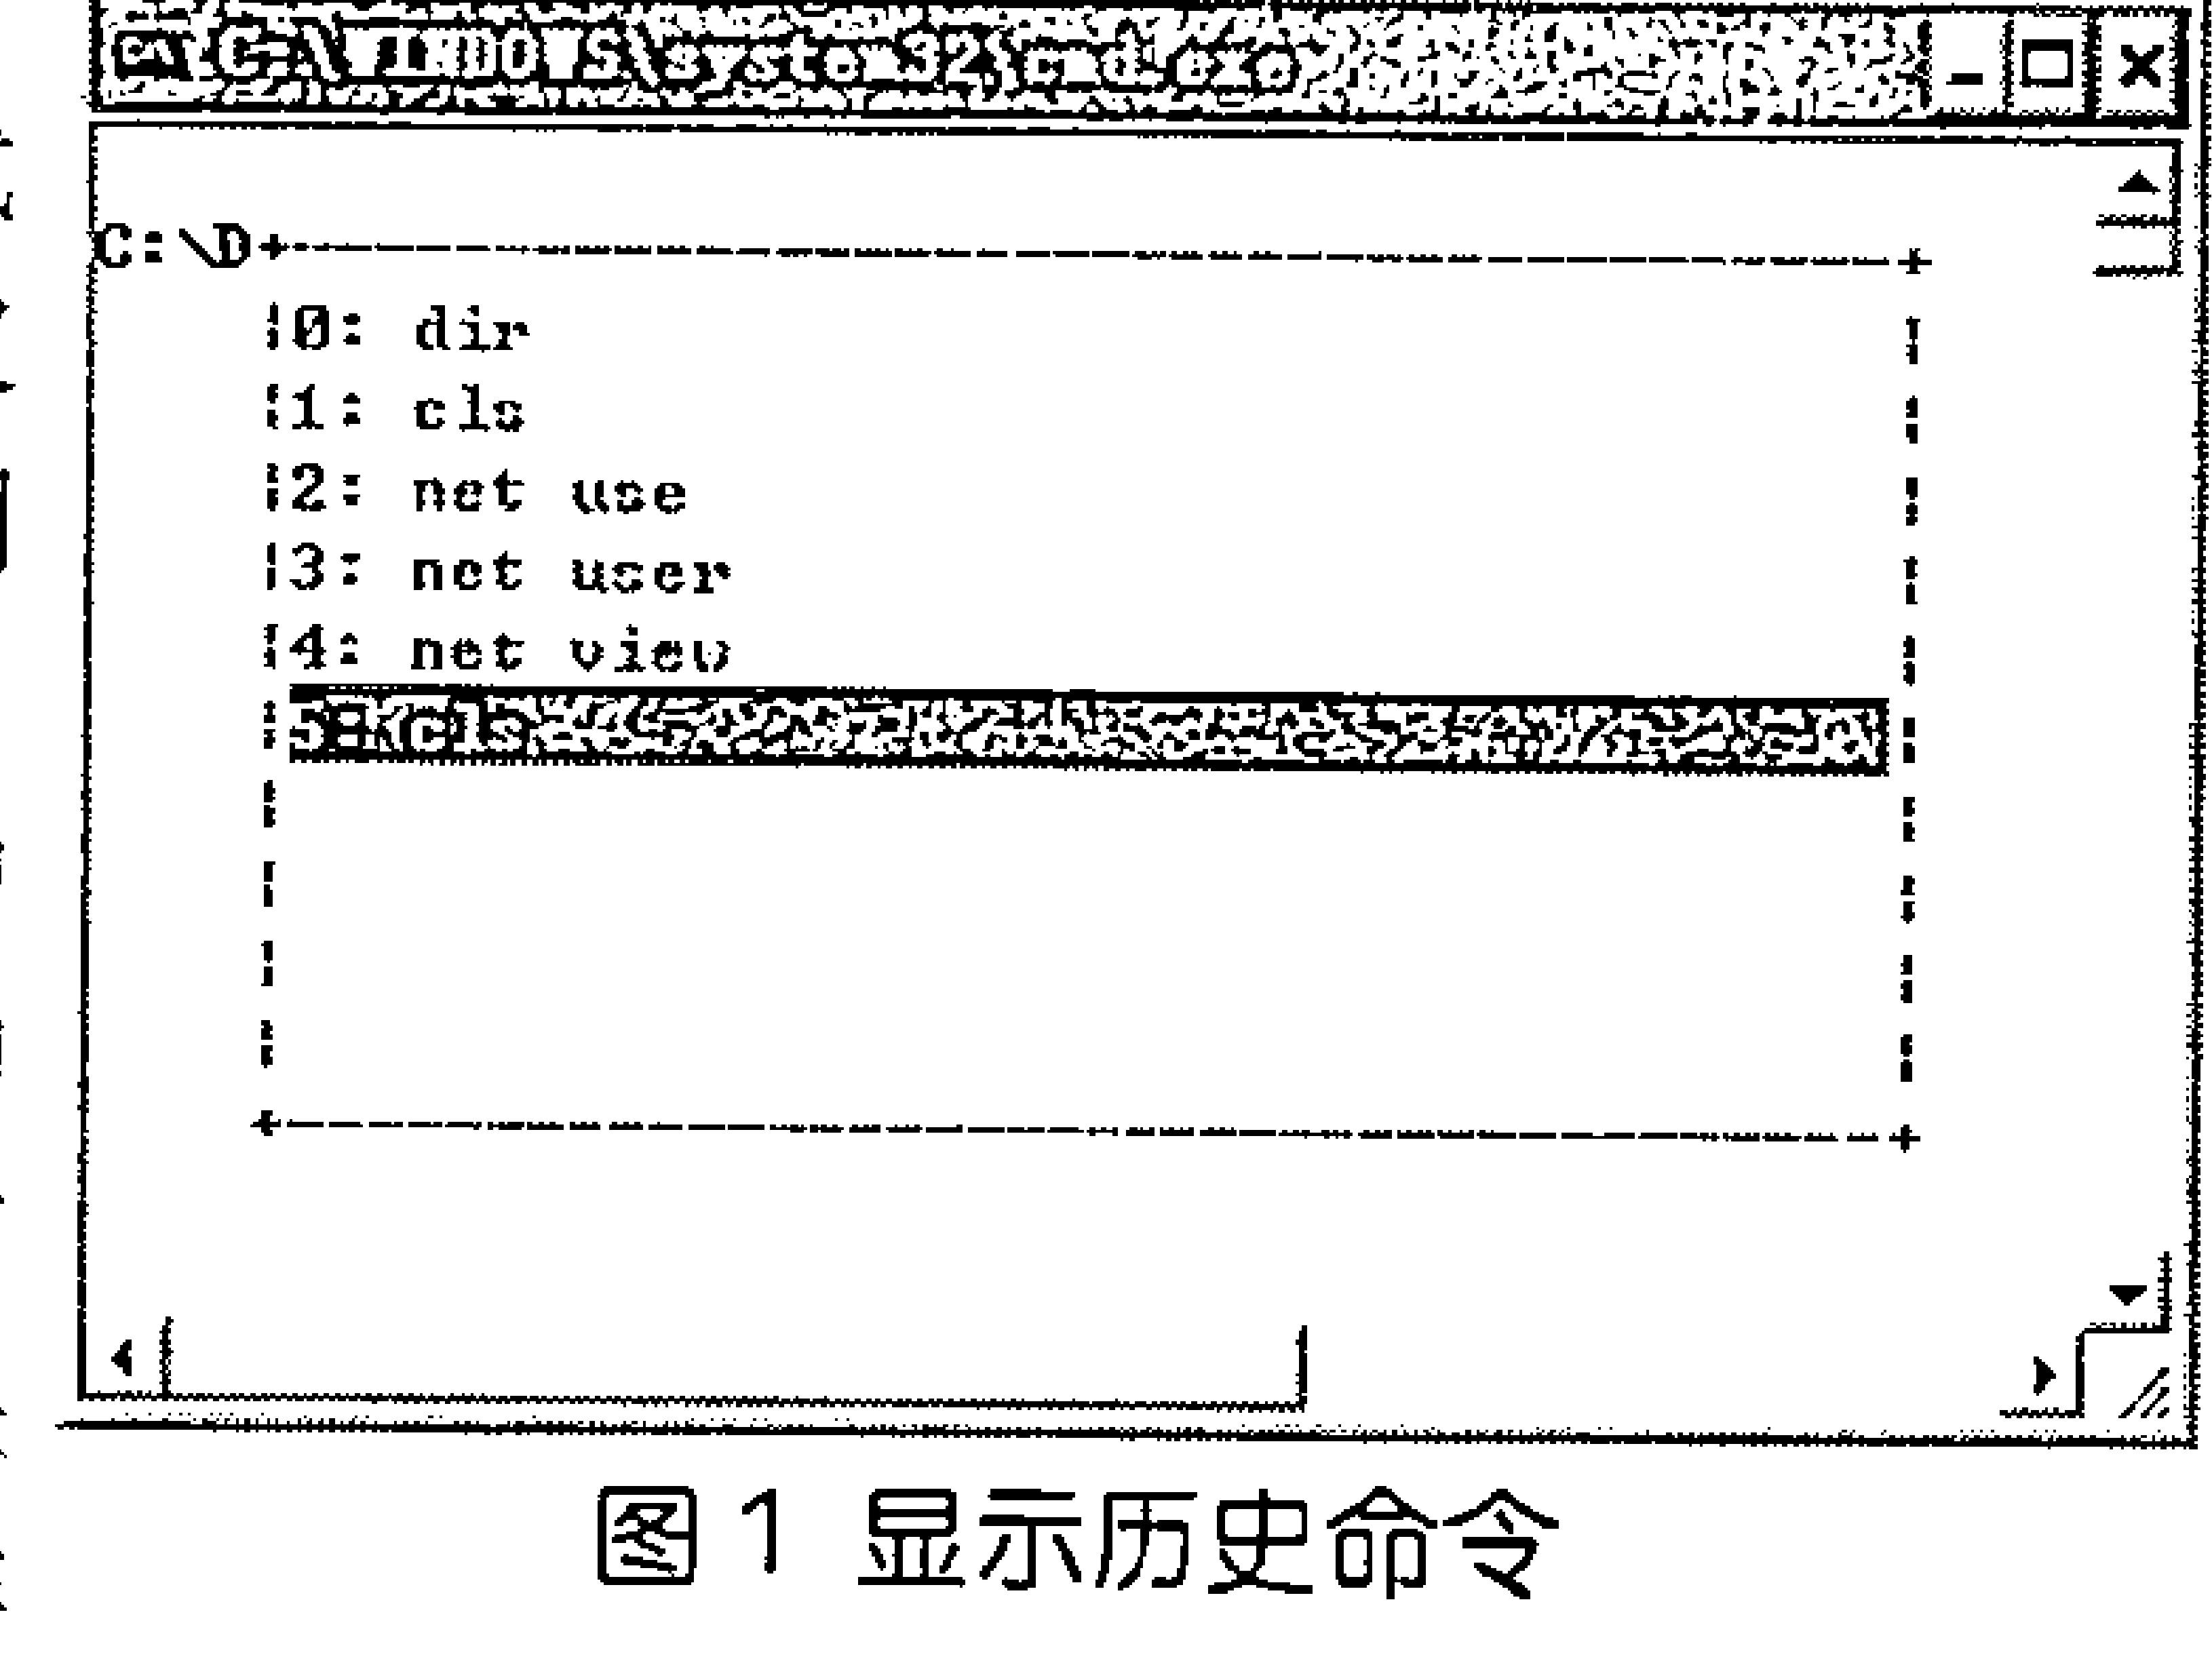 C:\WINDOWS\system32\cmd.exe
C:\D
0: dir
1: cls
2: net use
3: net user
4: net view
5: cls
图1 显示历史命令